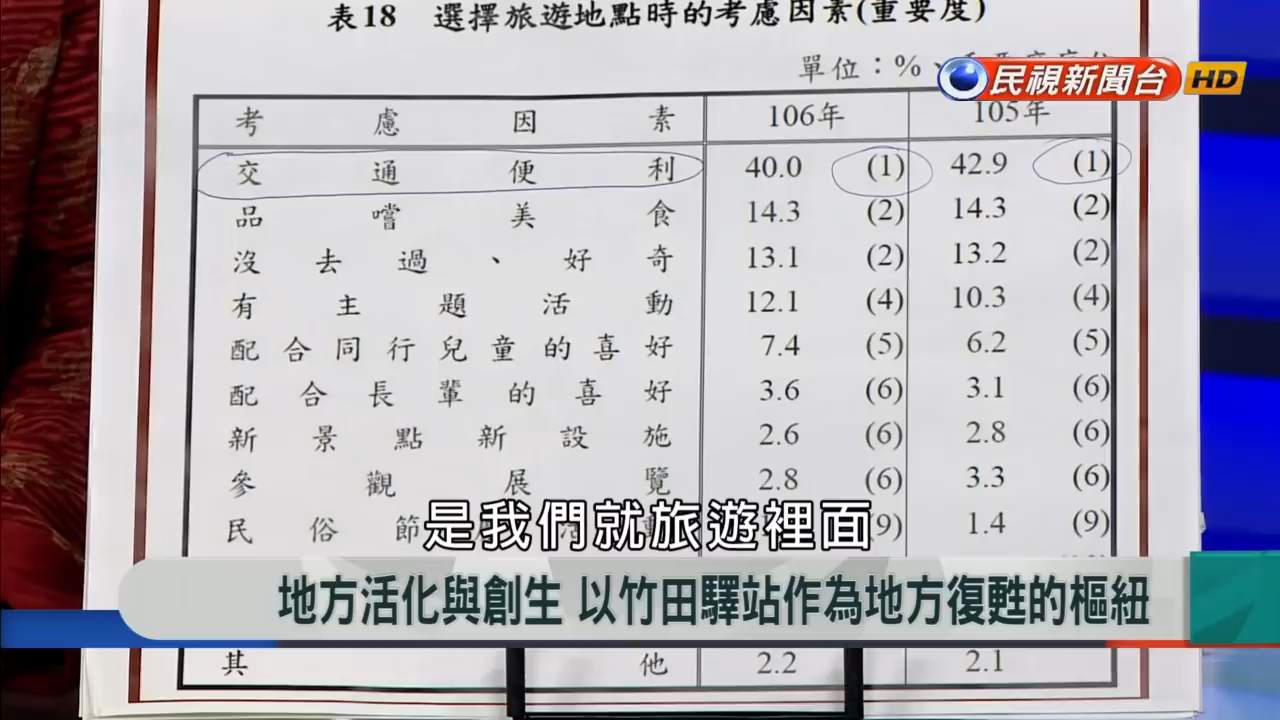 表18 選擇旅遊地點時的考慮因素(重要度)
單位：%、
民視新聞台 HD
考慮因素 106年 105年
交通便利 40.0 (1) 42.9 (1)
品嚐美食 14.3 (2) 14.3 (2)
沒去過、好奇 13.1 (2) 13.2 (2)
有主題活動 12.1 (4) 10.3 (4)
配合同行兒童的喜好 7.4 (5) 6.2 (5)
配合長輩的喜好 3.6 (6) 3.1 (6)
新景點新設施 2.6 (6) 2.8 (6)
參觀展覽 2.8 (6) 3.3 (6)
民俗節 (9) 1.4 (9)
是我們就旅遊裡面
地方活化與創生 以竹田驛站作為地方復甦的樞紐
其他 2.2 2.1